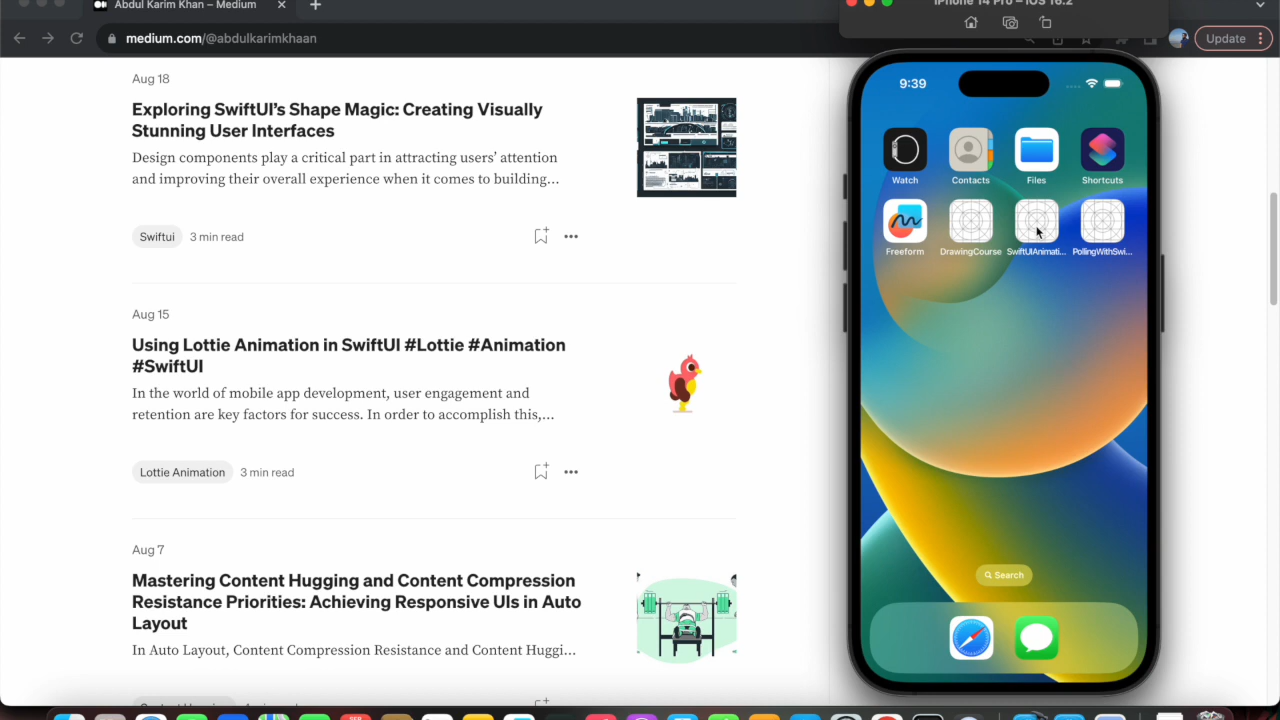 Abdul Karim Khan – Medium
medium.com/@abdulkarimkhaan
Update
Aug 18
Exploring SwiftUI’s Shape Magic: Creating Visually
Stunning User Interfaces
Design components play a critical part in attracting users’ attention
and improving their overall experience when it comes to building…
Swiftui
3 min read
Aug 15
Using Lottie Animation in SwiftUI #Lottie #Animation
#SwiftUI
In the world of mobile app development, user engagement and
retention are key factors for success. In order to accomplish this,…
Lottie Animation
3 min read
Aug 7
Mastering Content Hugging and Content Compression
Resistance Priorities: Achieving Responsive UIs in Auto
Layout
In Auto Layout, Content Compression Resistance and Content Huggi…
iPhone 14 Pro – iOS 16.2
9:39
Watch
Contacts
Files
Shortcuts
Freeform
DrawingCourse
SwiftUIAnimati...
PollingWithSwi...
Search